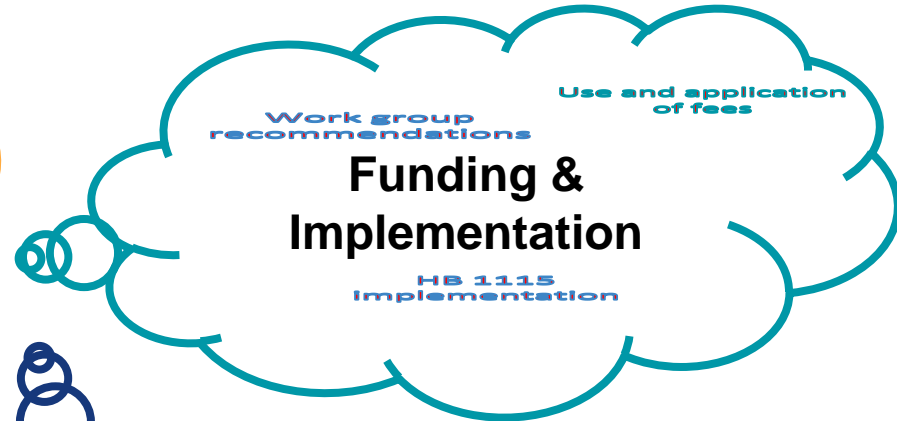 Use and application
of fees
Work group
recommendations
Funding &
Implementation
HB 1115
implementation